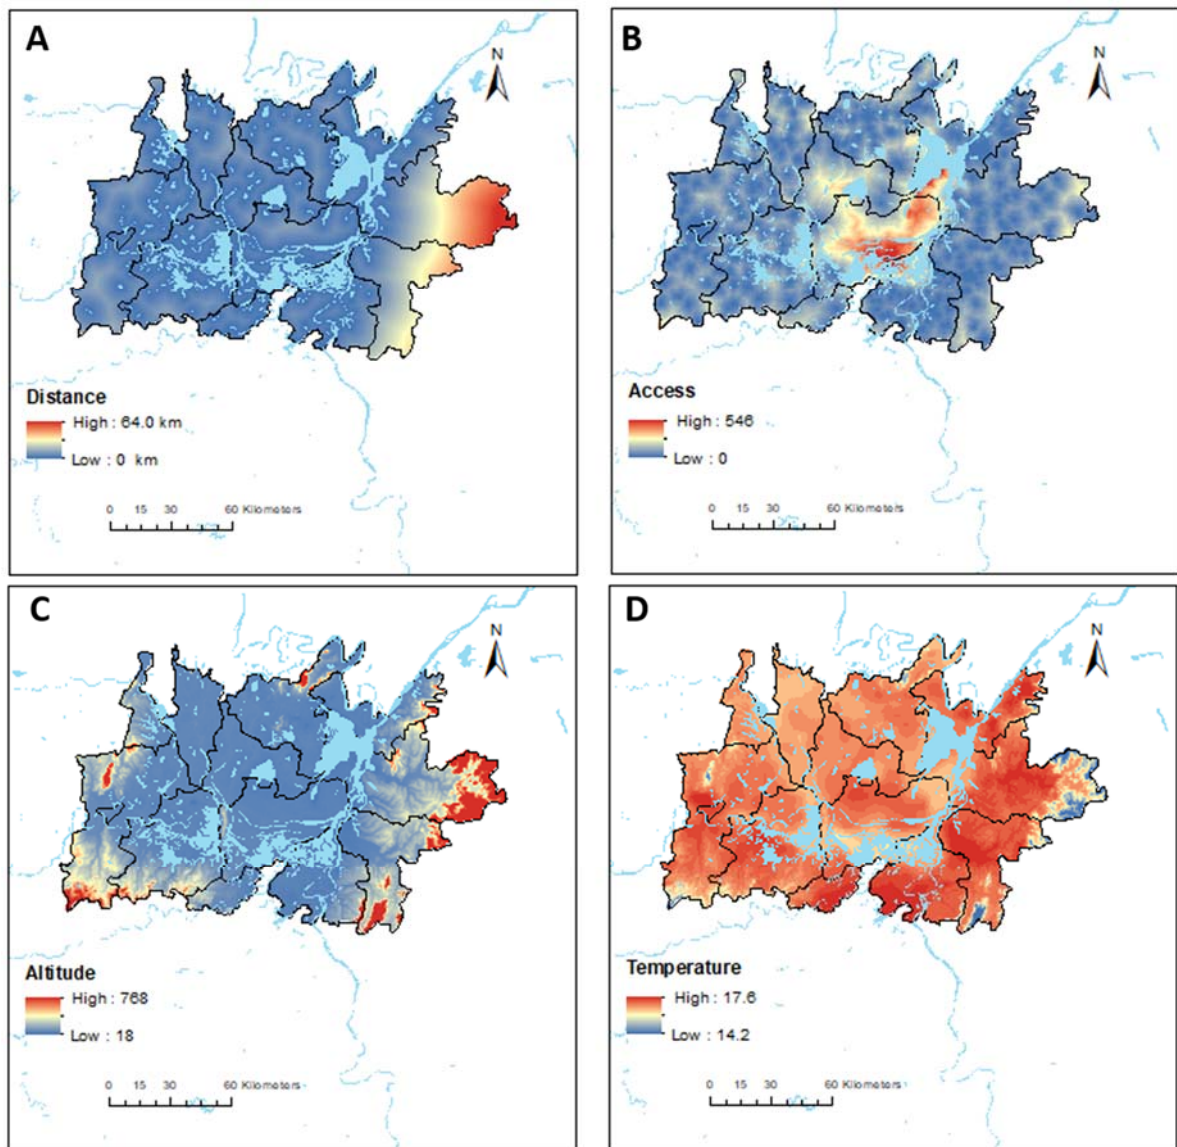 A
N
Distance
High : 64.0 km
Low : 0 km
0 15 30 60 Kilometers
B
N
Access
High : 546
Low : 0
0 15 30 60 Kilometers
C
N
Altitude
High : 768
Low : 18
0 15 30 60 Kilometers
D
N
Temperature
High : 17.6
Low : 14.2
0 15 30 60 Kilometers